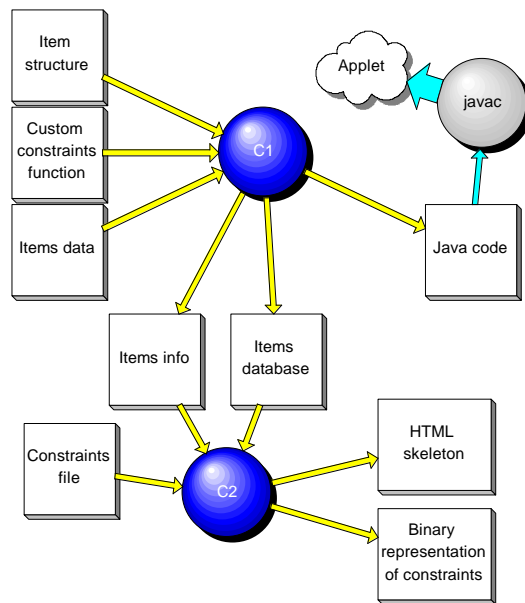 Item
structure
Applet
javac
Custom
constraints
function
C1
Items data
Java code
Items info
Items
database
Constraints
file
C2
HTML
skeleton
Binary
representation
of constraints